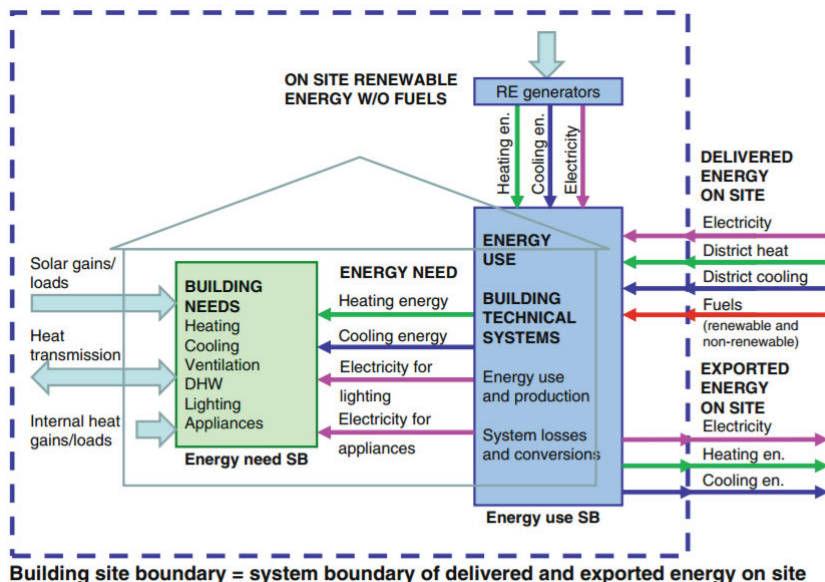 ON SITE RENEWABLE
ENERGY W/O FUELS
RE generators
Heating en.
Cooling en.
Electricity
DELIVERED
ENERGY
ON SITE
Electricity
District heat
District cooling
Fuels
(renewable and
non-renewable)
EXPORTED
ENERGY
ON SITE
Electricity
Heating en.
Cooling en.
ENERGY
USE
BUILDING
TECHNICAL
SYSTEMS
Energy use
and production
System losses
and conversions
Energy use SB
ENERGY NEED
Heating energy
Cooling energy
Electricity for
lighting
Electricity for
appliances
BUILDING
NEEDS
Heating
Cooling
Ventilation
DHW
Lighting
Appliances
Energy need SB
Solar gains/
loads
Heat
transmission
Internal heat
gains/loads
Building site boundary = system boundary of delivered and exported energy on site